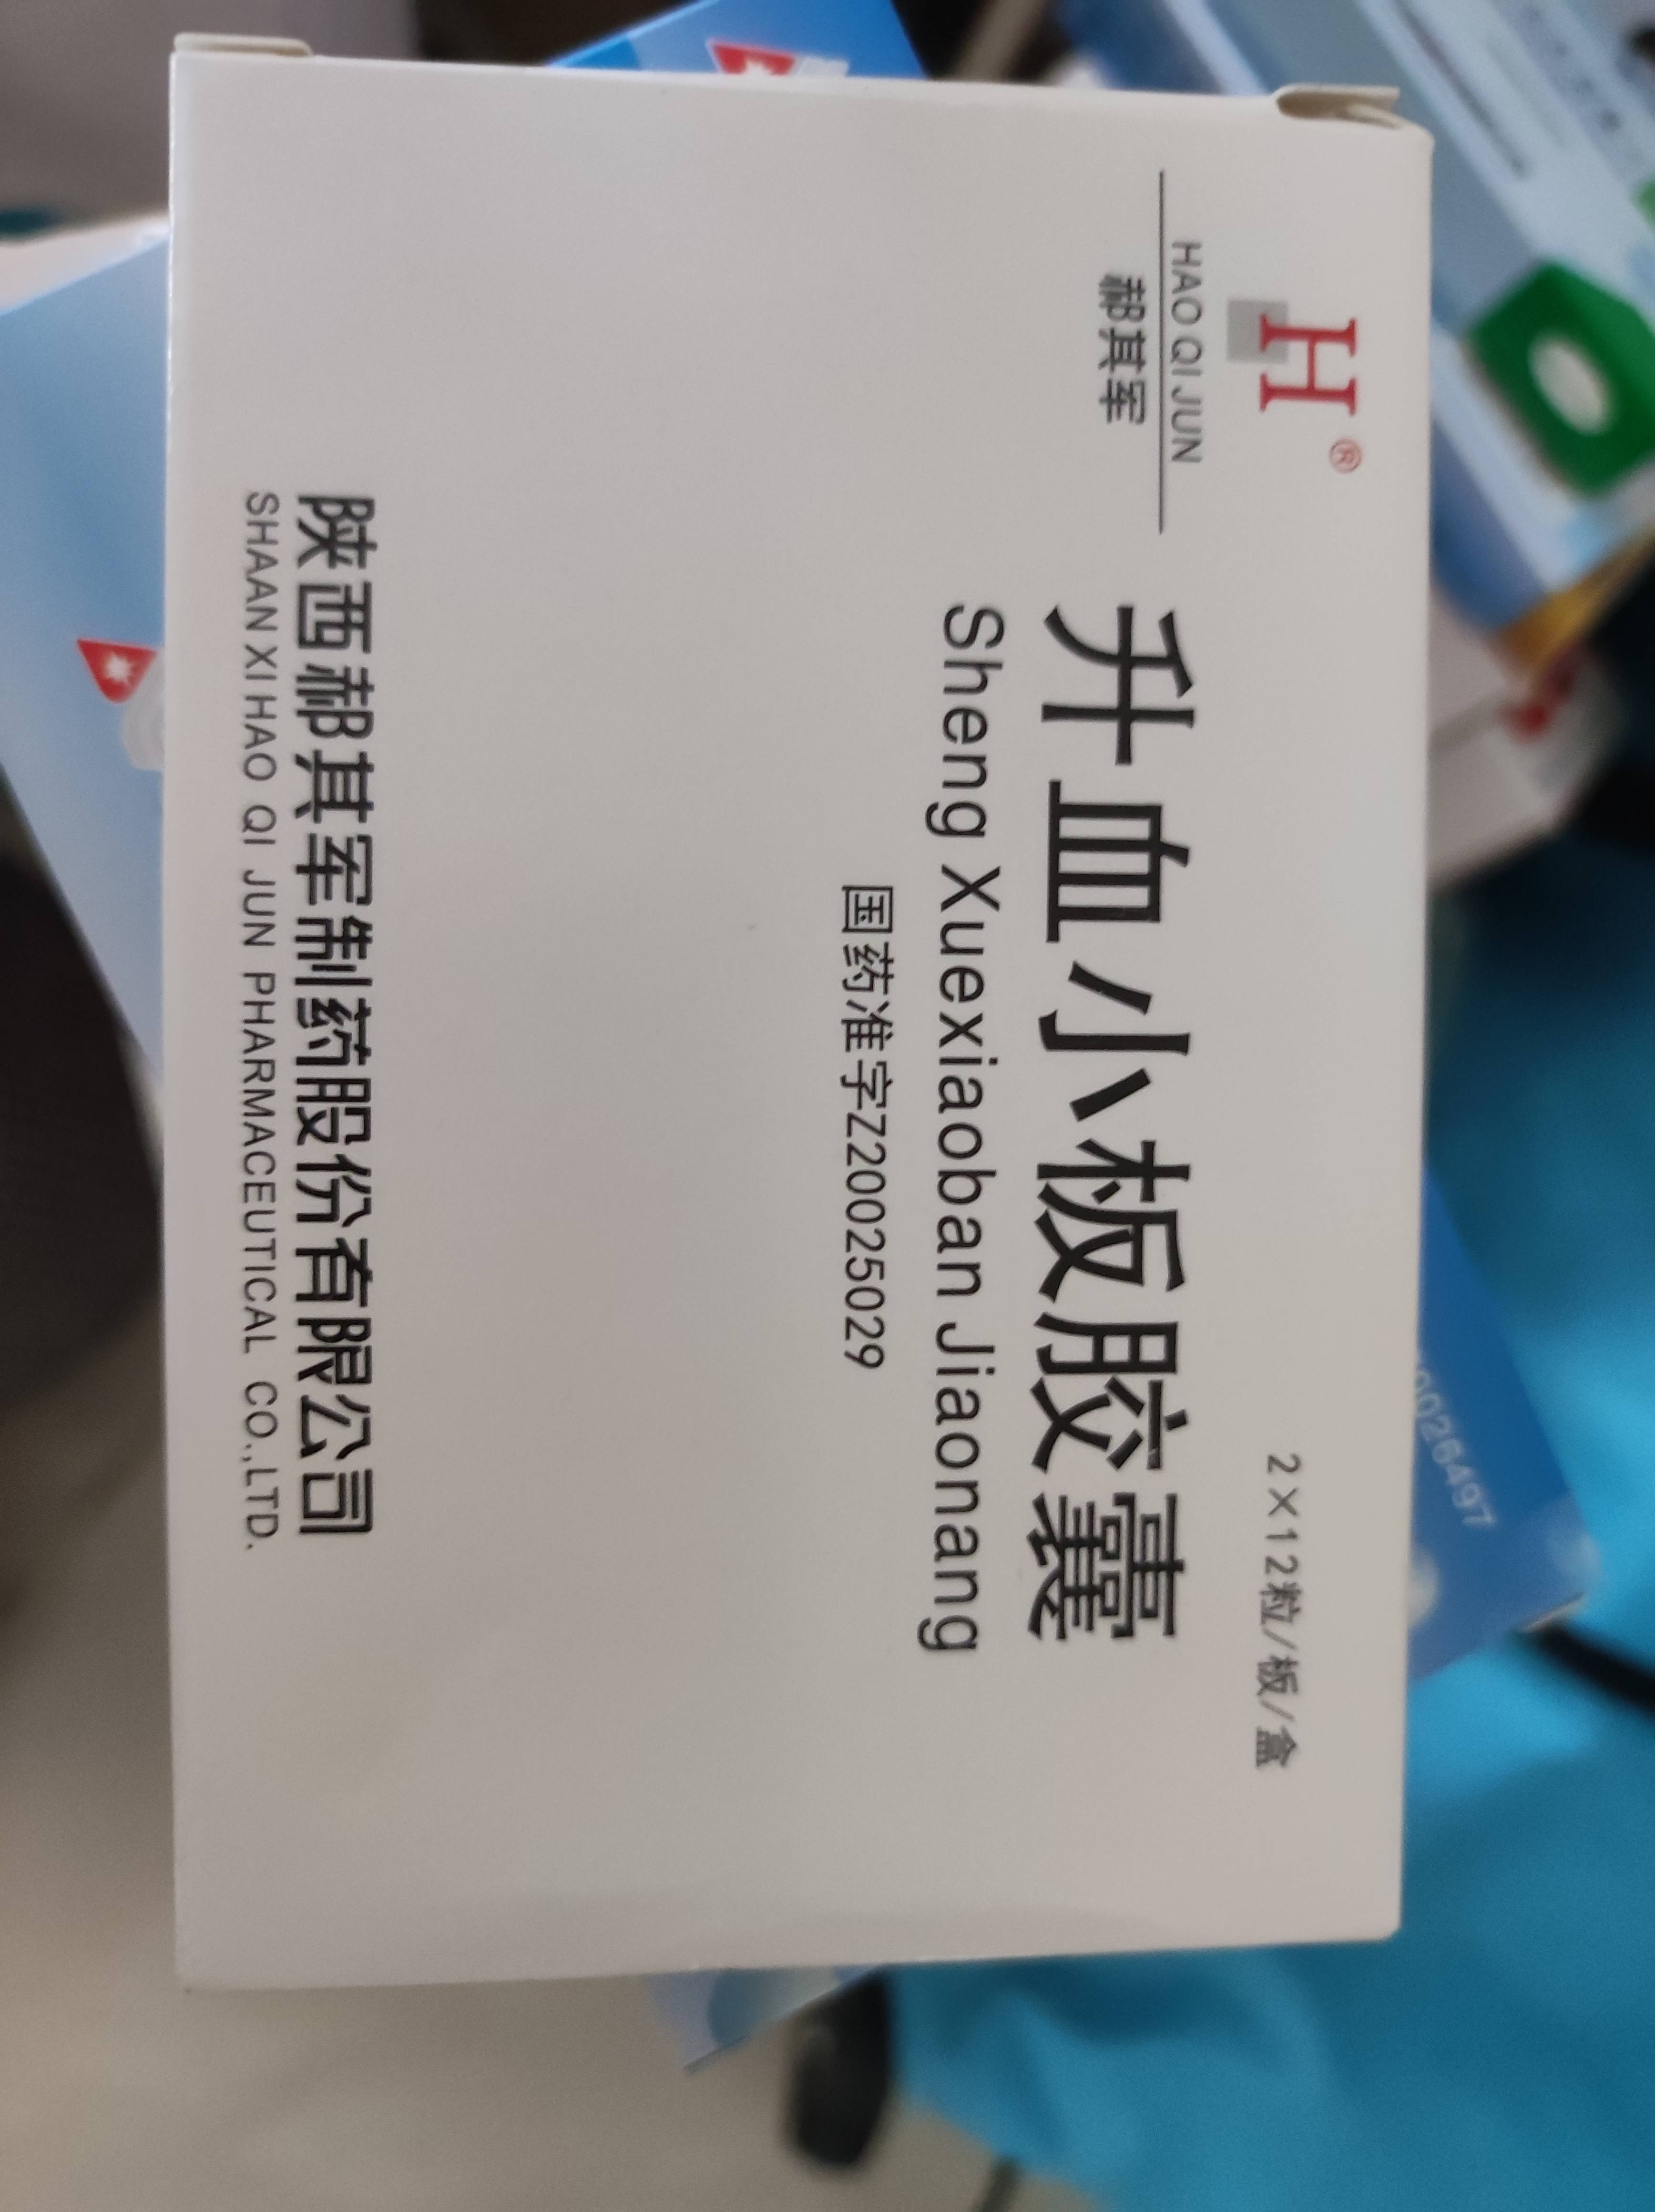 H®
HAO QI JUN
郝其军
2×12粒/板/盒
升血小板胶囊
Sheng Xuexiaoban Jiaonang
国药准字Z20025029
陕西郝其军制药股份有限公司
SHAAN XI HAO QI JUN PHARMACEUTICAL CO.,LTD.
0026497